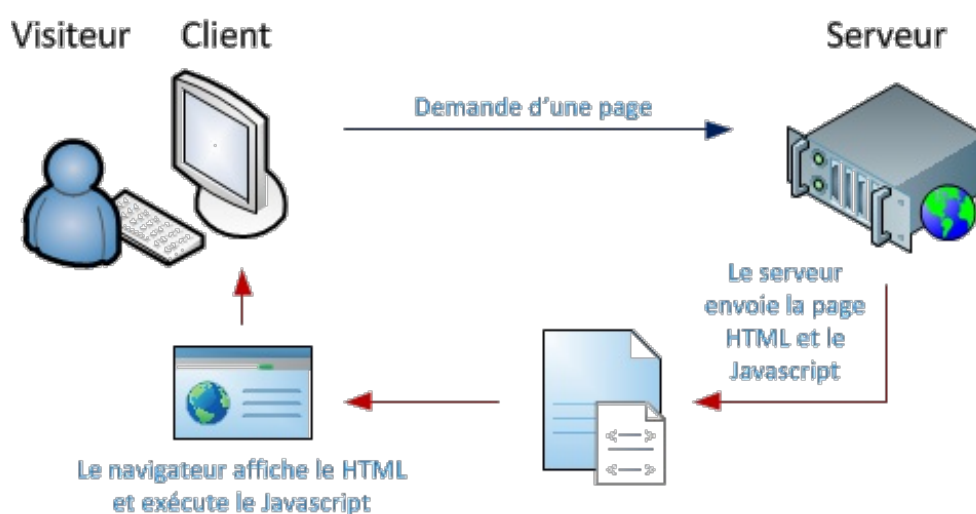 Visiteur
Client
Serveur
Demande d'une page
Le serveur
envoie la page
HTML et le
Javascript
Le navigateur affiche le HTML
et exécute le Javascript